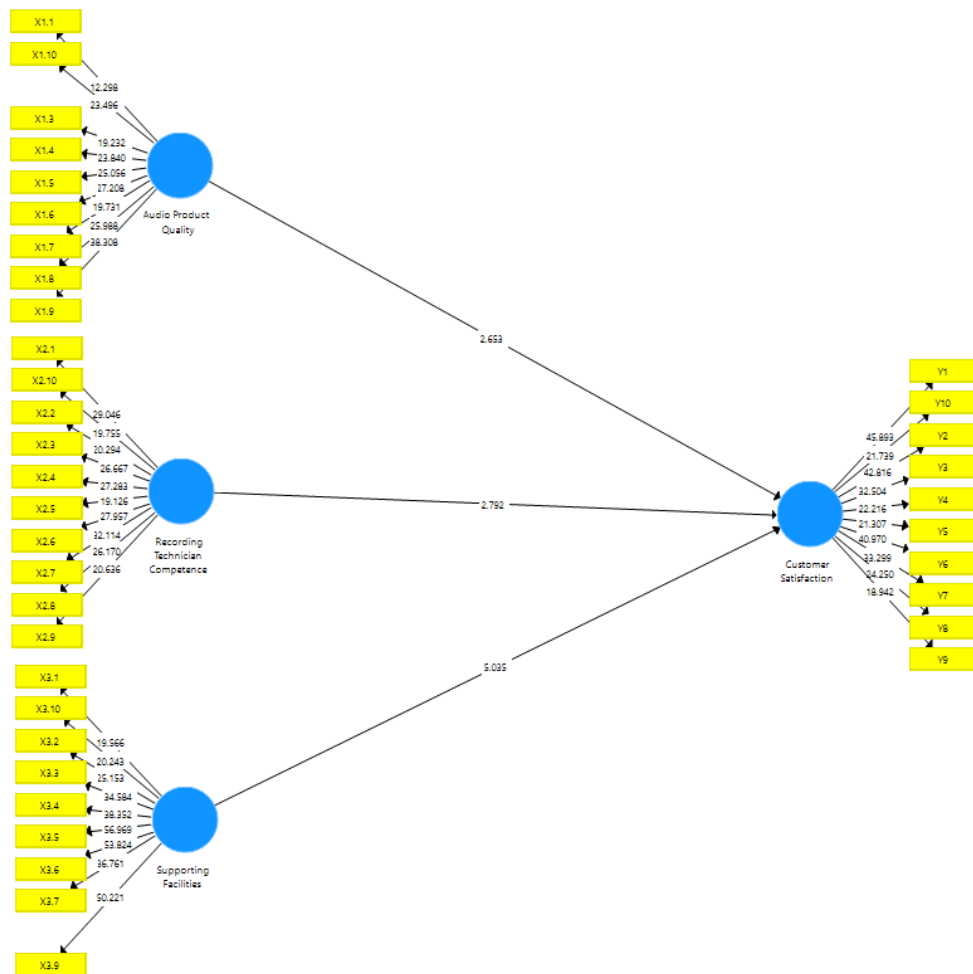 X1.1
X1.10
X1.3
X1.4
X1.5
X1.6
X1.7
X1.8
X1.9
12.298
23.496
19.232
23.840
25.056
27.208
19.731
25.988
38.308
Audio Product
Quality
X2.1
X2.10
X2.2
X2.3
X2.4
X2.5
X2.6
X2.7
X2.8
X2.9
29.046
19.755
20.294
26.667
27.283
19.126
27.957
32.114
26.170
20.636
Recording
Technician
Competence
X3.1
X3.10
X3.2
X3.3
X3.4
X3.5
X3.6
X3.7
X3.9
19.566
20.243
25.153
34.584
38.352
56.969
53.824
36.761
50.221
Supporting
Facilities
2.653
2.792
5.035
Customer
Satisfaction
45.893
21.739
42.816
32.504
22.216
21.307
40.970
33.299
24.250
18.942
Y1
Y10
Y2
Y3
Y4
Y5
Y6
Y7
Y8
Y9